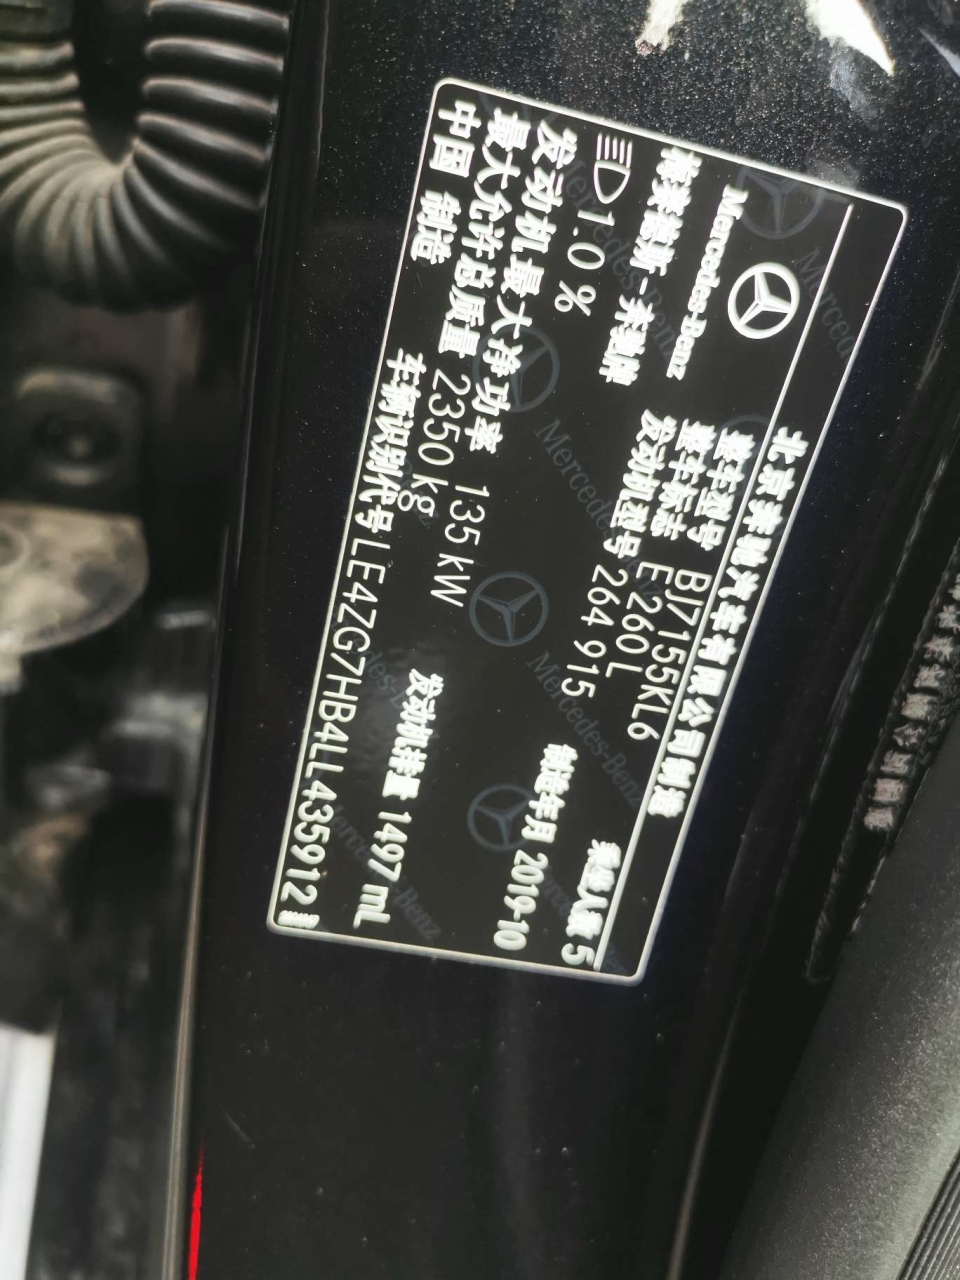 北京奔驰汽车有限公司制造
Mercedes-Benz
梅赛德斯-奔驰牌
整车型号 BJ7155KL6
整车标志 E 260 L
发动机型号 264 915
乘坐人数 5
制造年月 2019-10
1.0 %
发动机最大净功率 135 kW
发动机排量 1497 mL
最大允许总质量 2350 kg
中国 制造
车辆识别代号 LE4ZG7HB4LL435912